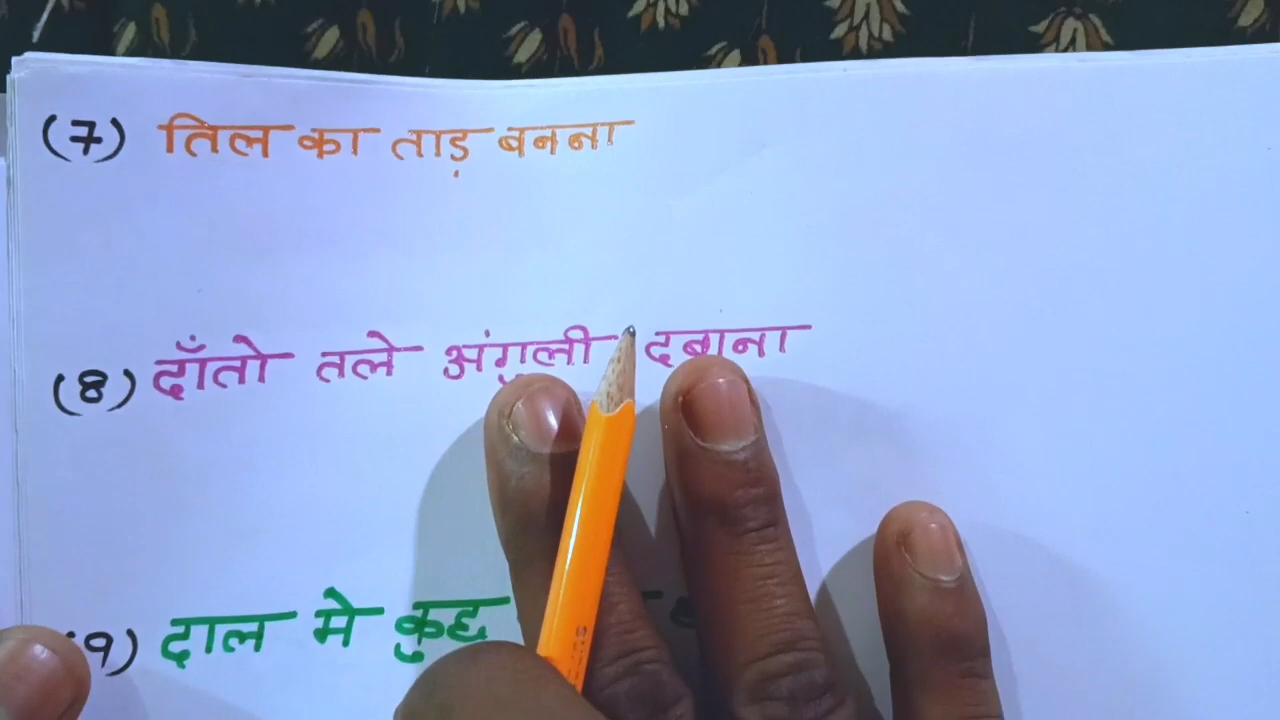 (7) तिल का ताड़ बनना
(8) दाँतो तले अंगुली दबाना
(9) दाल मे कुछ